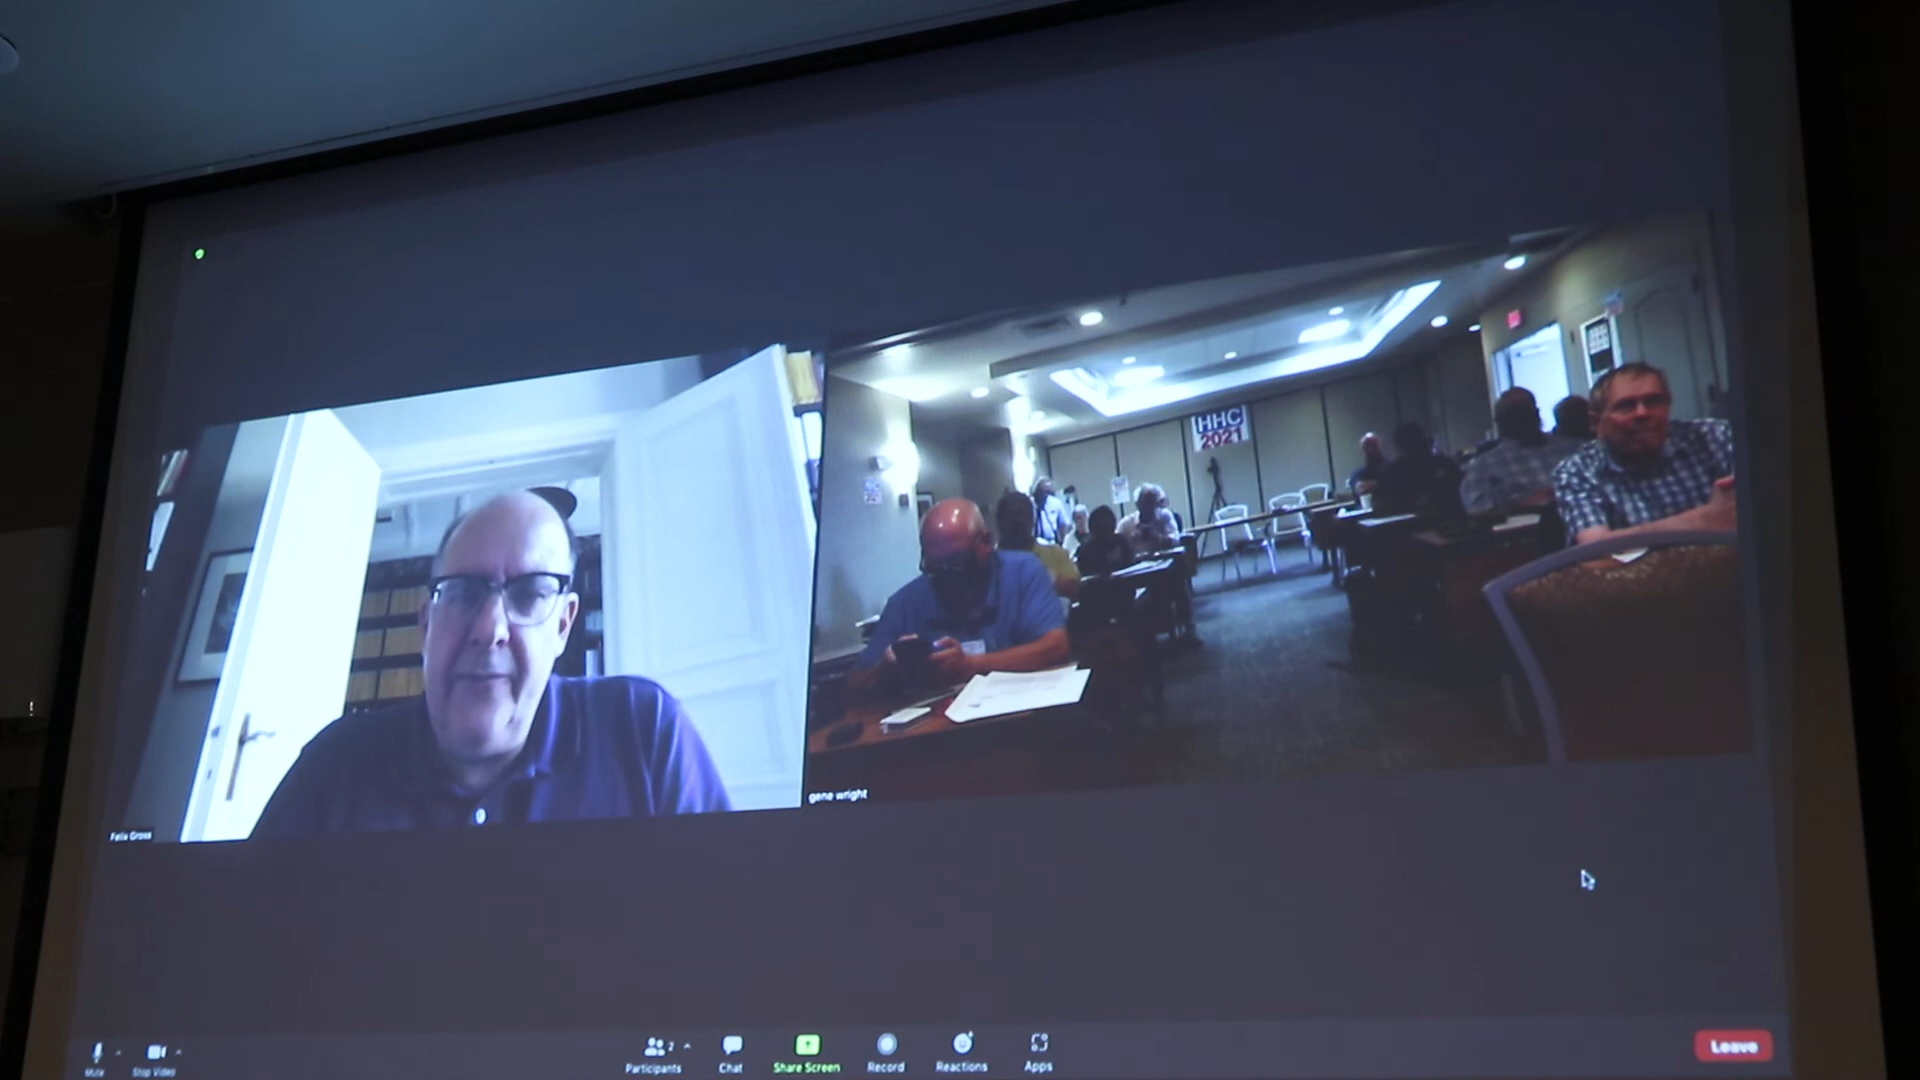 HHC
2021
Felix Gross
gene wright
Mute
Stop Video
2
Participants
Chat
Share Screen
Record
Reactions
Apps
Leave